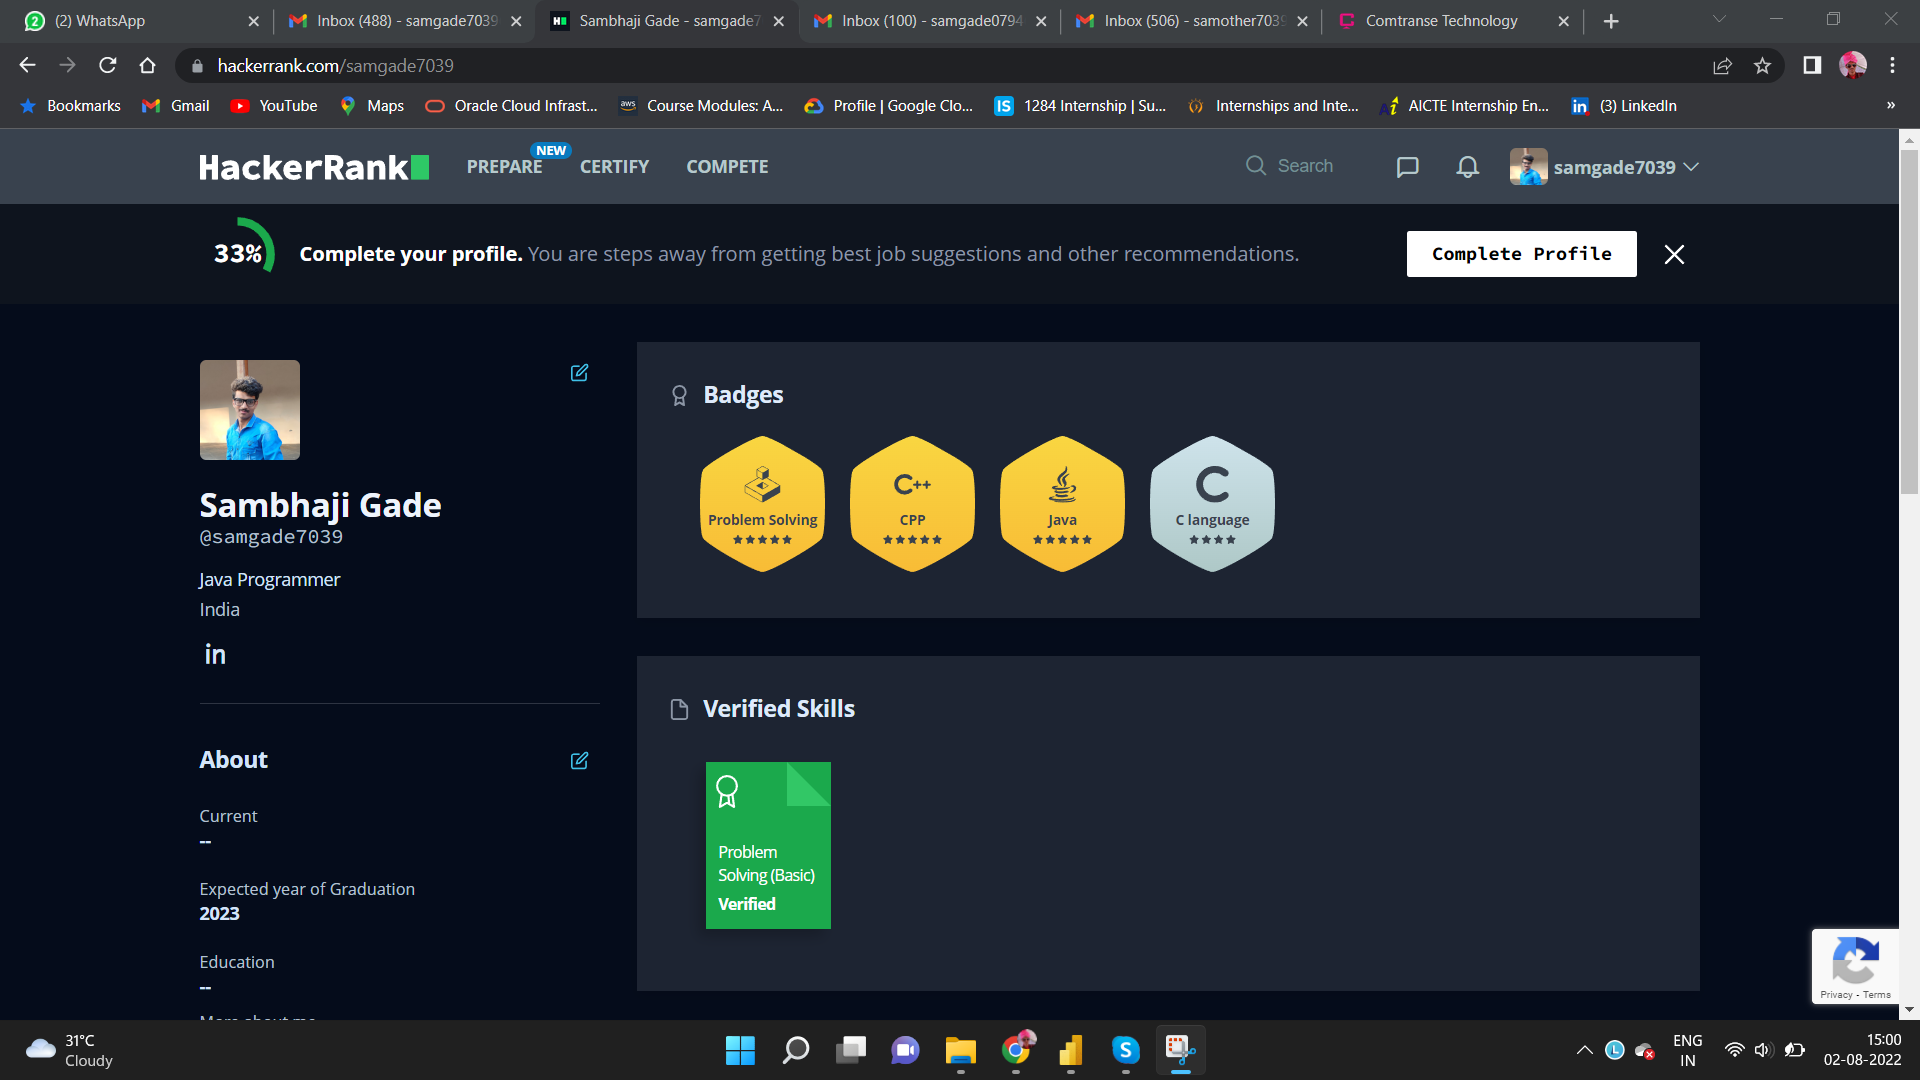 (2) WhatsApp
Inbox (488) - samgade7039
Sambhaji Gade - samgade7
Inbox (100) - samgade0794
Inbox (506) - samother7039
Comtranse Technology
hackerrank.com/samgade7039
Bookmarks
Gmail
YouTube
Maps
Oracle Cloud Infrast...
aws
Course Modules: A...
Profile | Google Clo...
IS
1284 Internship | Su...
Internships and Inte...
AICTE Internship En...
in
(3) LinkedIn
»
HackerRank
PREPARE
NEW
CERTIFY
COMPETE
Search
samgade7039
33%
Complete your profile. You are steps away from getting best job suggestions and other recommendations.
Complete Profile
Sambhaji Gade
@samgade7039
Java Programmer
India
in
About
Current
--
Expected year of Graduation
2023
Education
--
Badges
Problem Solving
C++
CPP
Java
C
C language
Verified Skills
Problem
Solving (Basic)
Verified
Privacy - Terms
31°C
Cloudy
S
L
ENG
IN
15:00
02-08-2022